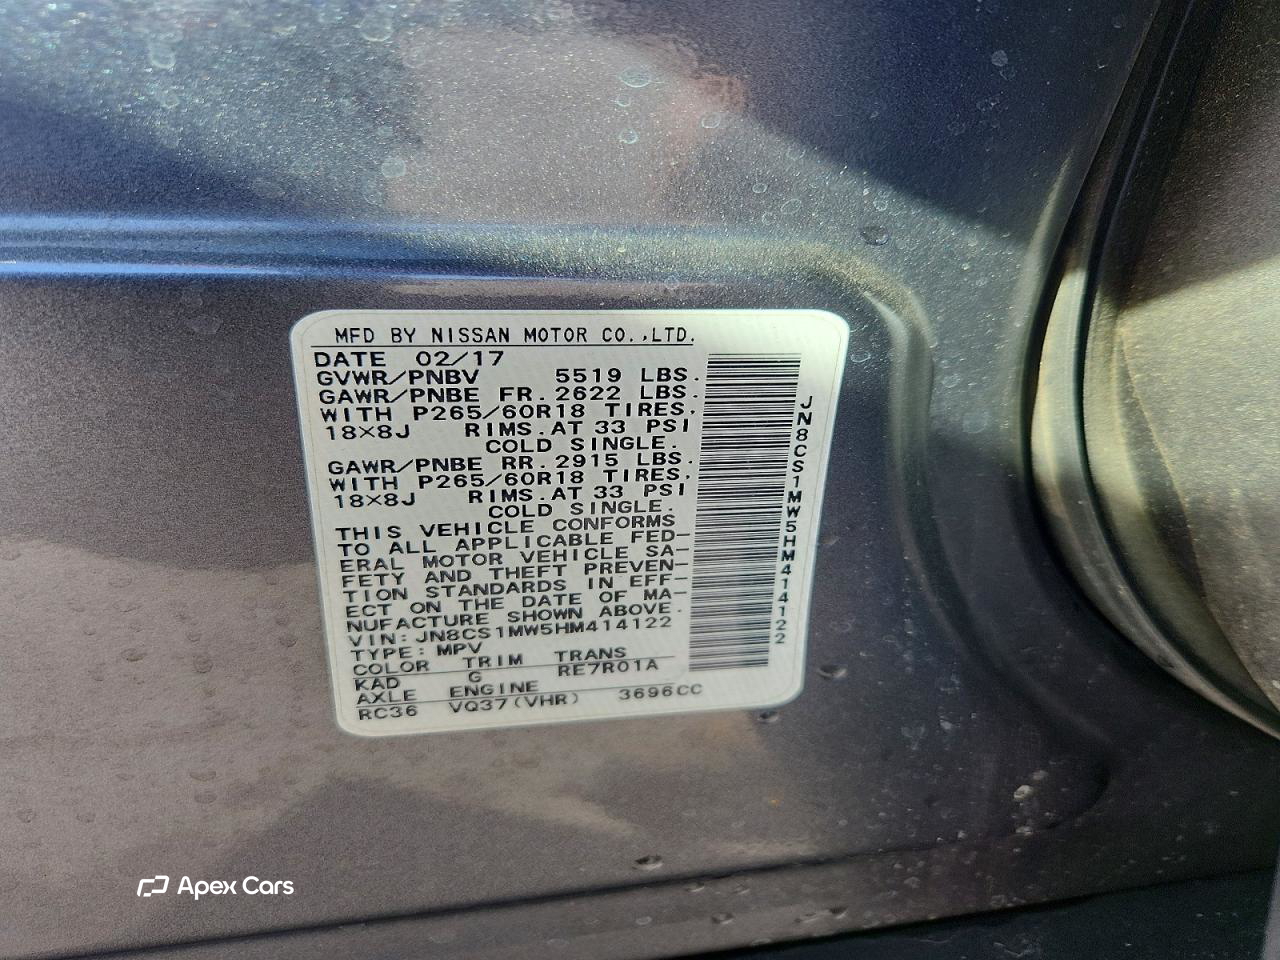 MFD BY NISSAN MOTOR CO.,LTD.
DATE 02/17
GVWR/PNBV 5519 LBS.
GAWR/PNBE FR. 2622 LBS.
WITH P265/60R18 TIRES,
18×8J RIMS.AT 33 PSI
COLD SINGLE.
GAWR/PNBE RR. 2915 LBS.
WITH P265/60R18 TIRES,
18×8J RIMS.AT 33 PSI
COLD SINGLE.
THIS VEHICLE CONFORMS
TO ALL APPLICABLE FED-
ERAL MOTOR VEHICLE SA-
FETY AND THEFT PREVEN-
TION STANDARDS IN EFF-
ECT ON THE DATE OF MA-
NUFACTURE SHOWN ABOVE.
VIN: JN8CS1MW5HM414122
TYPE: MPV
COLOR TRIM TRANS
KAD G RE7R01A
AXLE ENGINE
RC36 VQ37(VHR) 3696CC
JN8CS1MW5HM414122
Apex Cars